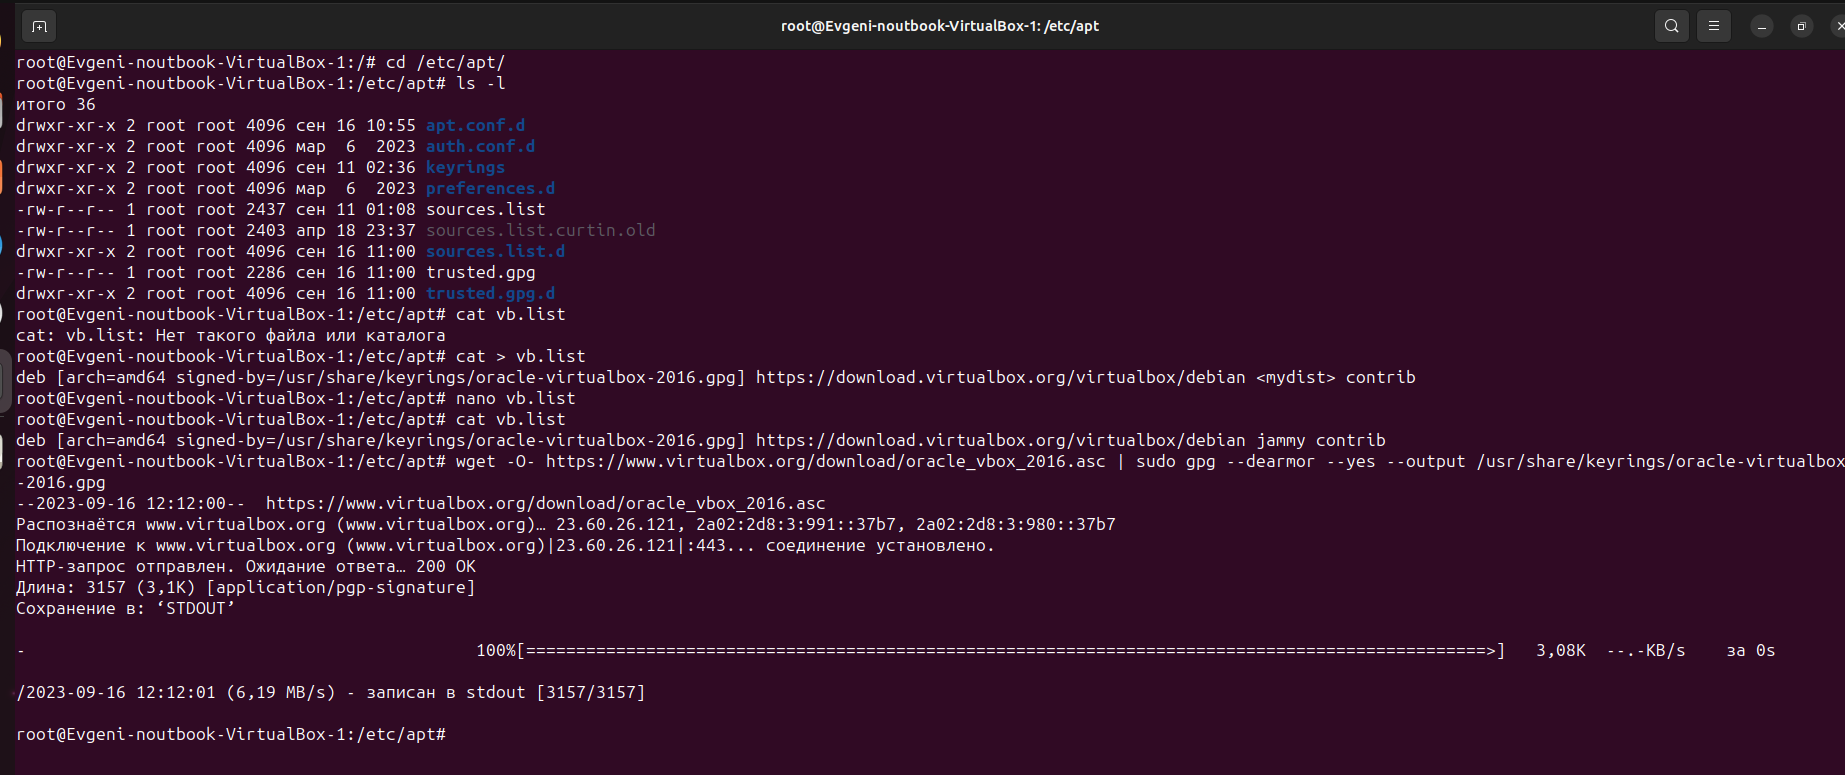 root@Evgeni-noutbook-VirtualBox-1: /etc/apt
root@Evgeni-noutbook-VirtualBox-1:/# cd /etc/apt/
root@Evgeni-noutbook-VirtualBox-1:/etc/apt# ls -l
итого 36
drwxr-xr-x 2 root root 4096 сен 16 10:55 apt.conf.d
drwxr-xr-x 2 root root 4096 мар  6  2023 auth.conf.d
drwxr-xr-x 2 root root 4096 сен 11 02:36 keyrings
drwxr-xr-x 2 root root 4096 мар  6  2023 preferences.d
-rw-r--r-- 1 root root 2437 сен 11 01:08 sources.list
-rw-r--r-- 1 root root 2403 апр 18 23:37 sources.list.curtin.old
drwxr-xr-x 2 root root 4096 сен 16 11:00 sources.list.d
-rw-r--r-- 1 root root 2286 сен 16 11:00 trusted.gpg
drwxr-xr-x 2 root root 4096 сен 16 11:00 trusted.gpg.d
root@Evgeni-noutbook-VirtualBox-1:/etc/apt# cat vb.list
cat: vb.list: Нет такого файла или каталога
root@Evgeni-noutbook-VirtualBox-1:/etc/apt# cat > vb.list
deb [arch=amd64 signed-by=/usr/share/keyrings/oracle-virtualbox-2016.gpg] https://download.virtualbox.org/virtualbox/debian <mydist> contrib
root@Evgeni-noutbook-VirtualBox-1:/etc/apt# nano vb.list
root@Evgeni-noutbook-VirtualBox-1:/etc/apt# cat vb.list
deb [arch=amd64 signed-by=/usr/share/keyrings/oracle-virtualbox-2016.gpg] https://download.virtualbox.org/virtualbox/debian jammy contrib
root@Evgeni-noutbook-VirtualBox-1:/etc/apt# wget -O- https://www.virtualbox.org/download/oracle_vbox_2016.asc | sudo gpg --dearmor --yes --output /usr/share/keyrings/oracle-virtualbox
-2016.gpg
--2023-09-16 12:12:00--  https://www.virtualbox.org/download/oracle_vbox_2016.asc
Распознаётся www.virtualbox.org (www.virtualbox.org)… 23.60.26.121, 2a02:2d8:3:991::37b7, 2a02:2d8:3:980::37b7
Подключение к www.virtualbox.org (www.virtualbox.org)|23.60.26.121|:443... соединение установлено.
HTTP-запрос отправлен. Ожидание ответа… 200 OK
Длина: 3157 (3,1K) [application/pgp-signature]
Сохранение в: ‘STDOUT’
-                                              100%[================================================================================================>]   3,08K  --.-KB/s    за 0s
/2023-09-16 12:12:01 (6,19 MB/s) - записан в stdout [3157/3157]
root@Evgeni-noutbook-VirtualBox-1:/etc/apt#